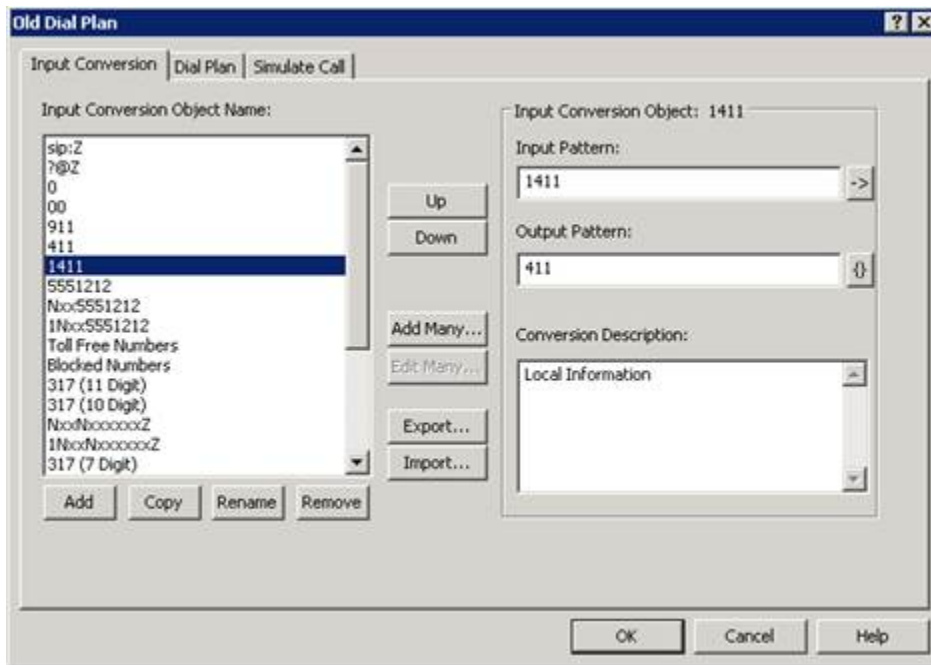 Old Dial Plan
Input Conversion
Dial Plan
Simulate Call
Input Conversion Object Name:
sip:Z
?@Z
0
00
911
411
1411
5551212
Nxx5551212
1Nxx5551212
Toll Free Numbers
Blocked Numbers
317 (11 Digit)
317 (10 Digit)
NxxNxxxxxxZ
1NxxNxxxxxxZ
317 (7 Digit)
Add
Copy
Rename
Remove
Up
Down
Add Many...
Edit Many...
Export...
Import...
Input Conversion Object: 1411
Input Pattern:
1411
->
Output Pattern:
411
{}
Conversion Description:
Local Information
OK
Cancel
Help